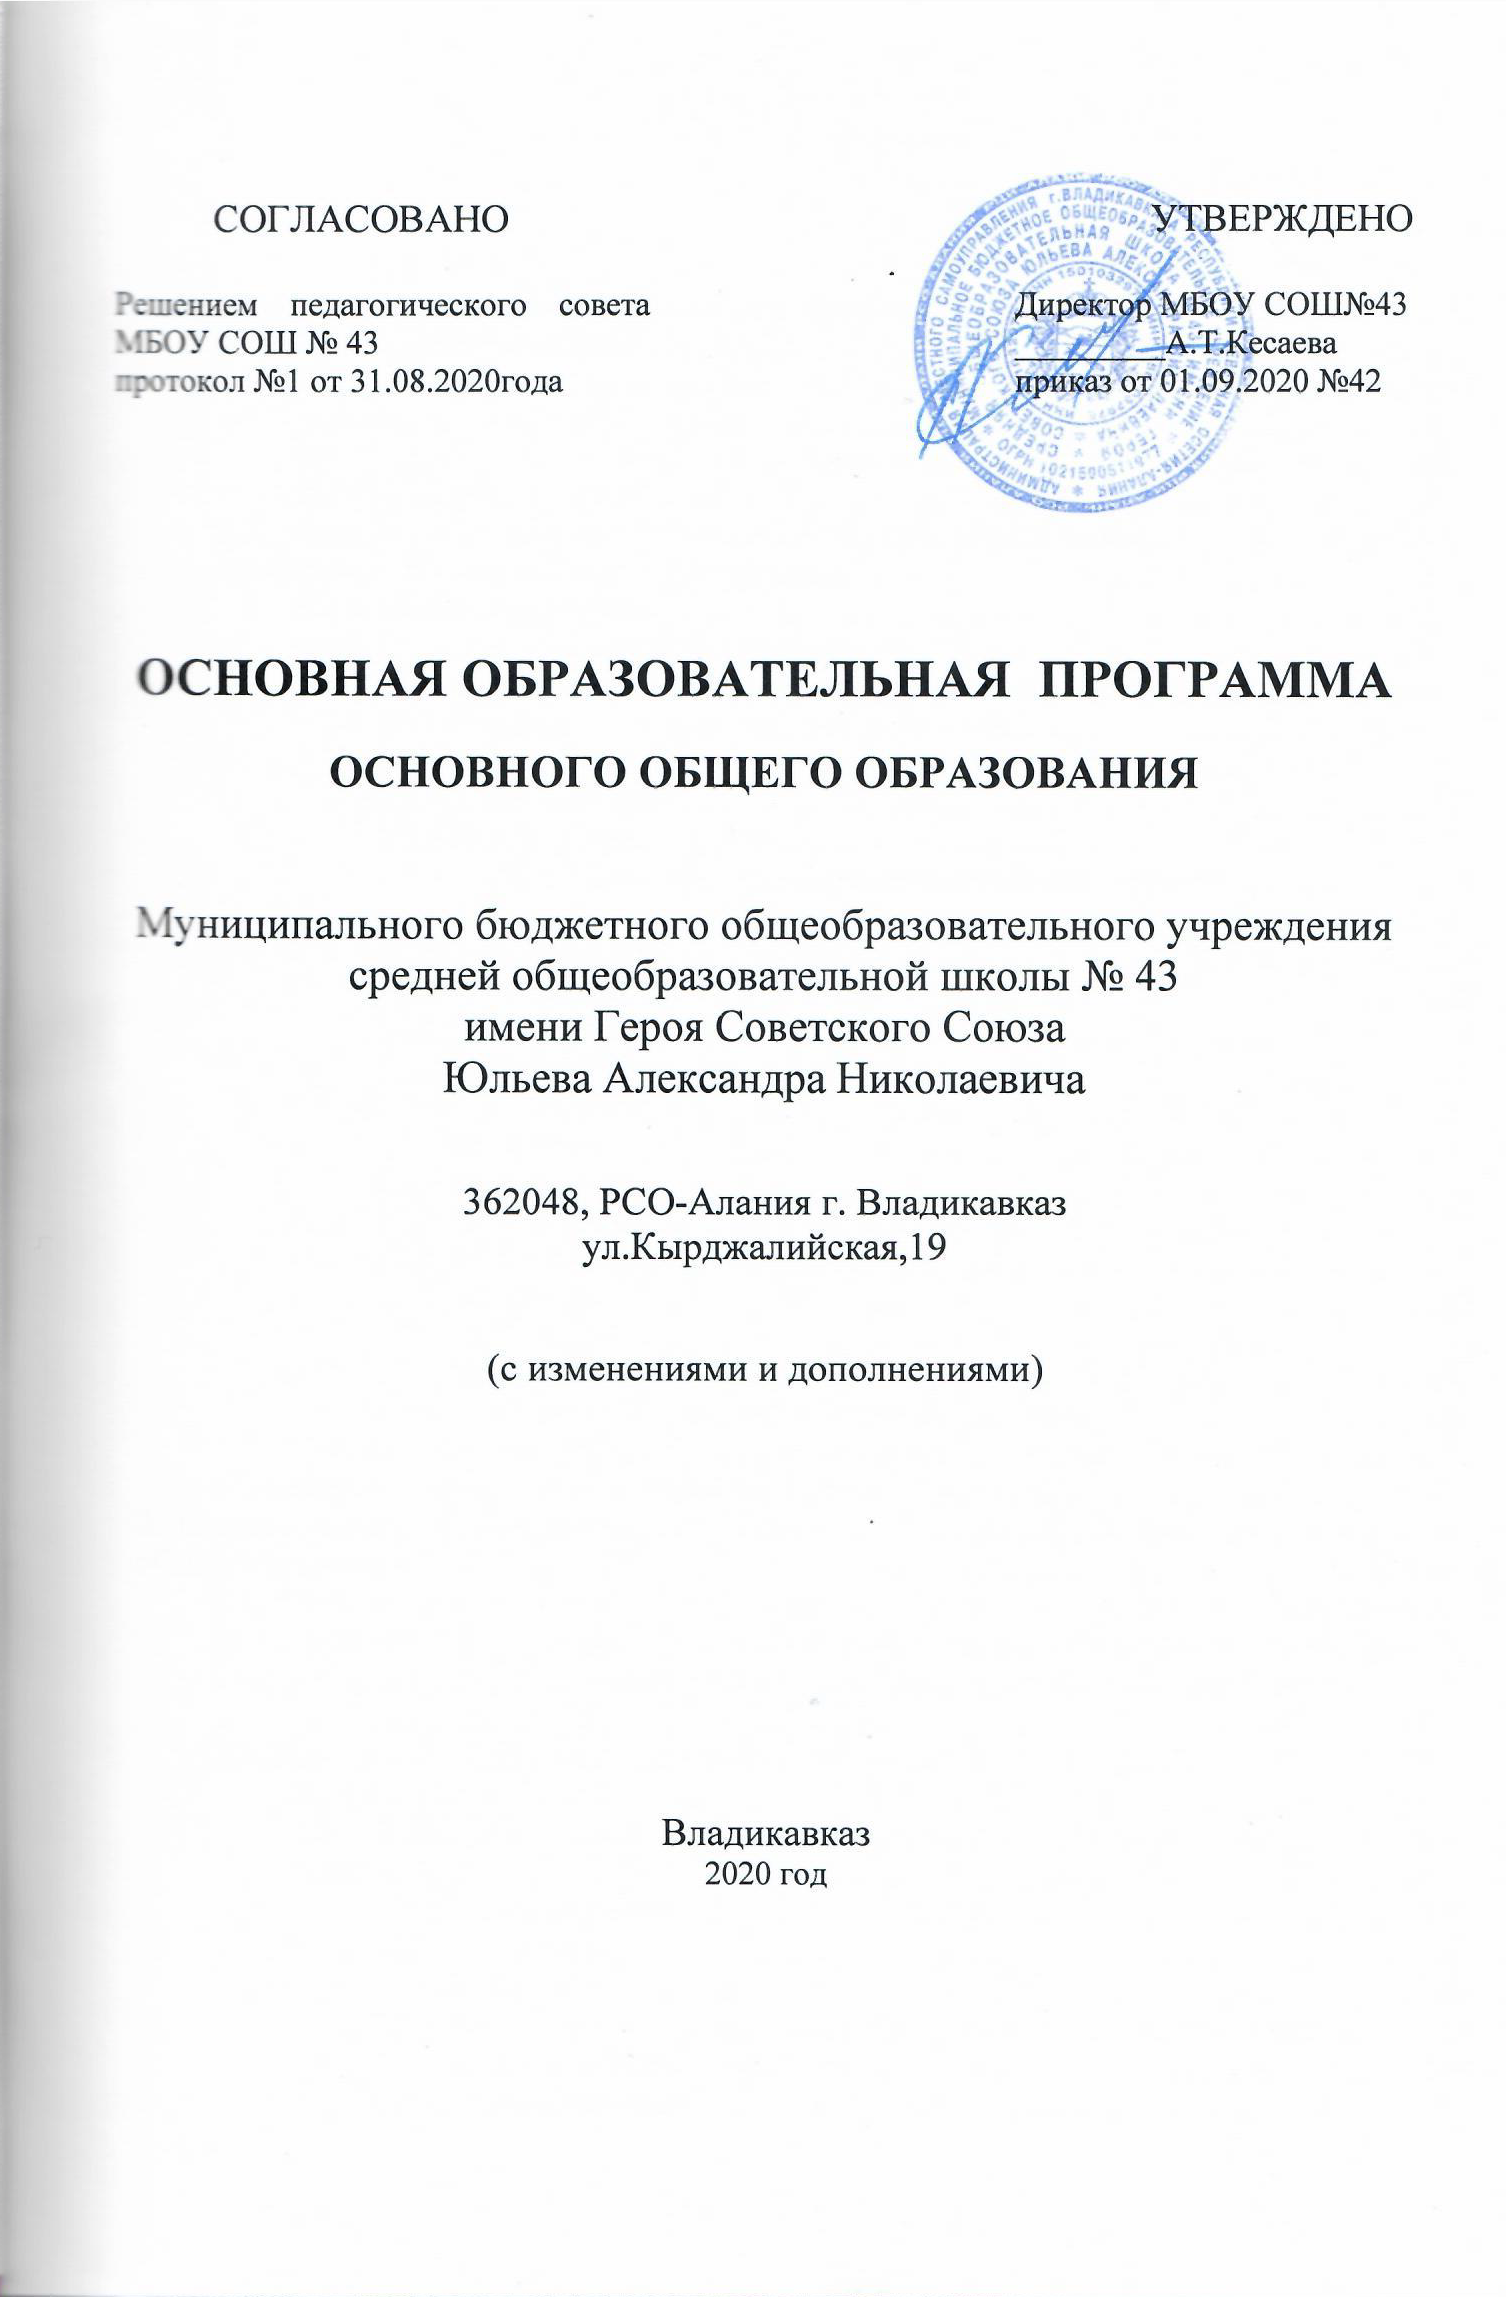 СОГЛАСОВАНО
Решением педагогического совета
МБОУ СОШ № 43
протокол №1 от 31.08.2020года
УТВЕРЖДЕНО
Директор МБОУ СОШ№43
__________А.Т.Кесаева
приказ от 01.09.2020 №42
ОСНОВНАЯ ОБРАЗОВАТЕЛЬНАЯ ПРОГРАММА
ОСНОВНОГО ОБЩЕГО ОБРАЗОВАНИЯ
Муниципального бюджетного общеобразовательного учреждения
средней общеобразовательной школы № 43
имени Героя Советского Союза
Юльева Александра Николаевича
362048, РСО-Алания г. Владикавказ
ул.Кырджалийская,19
(с изменениями и дополнениями)
Владикавказ
2020 год